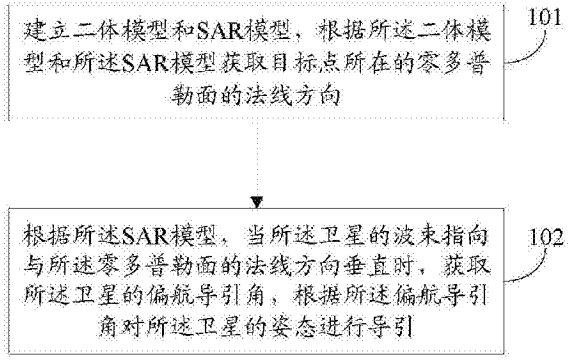 建立二体模型和SAR模型，根据所述二体模
型和所述SAR模型获取目标点所在的零多普
勒面的法线方向
101
根据所述SAR模型，当所述卫星的波束指向
与所述零多普勒面的法线方向垂直时，获取
所述卫星的偏航导引角，根据所述偏航导引
角对所述卫星的姿态进行导引
102